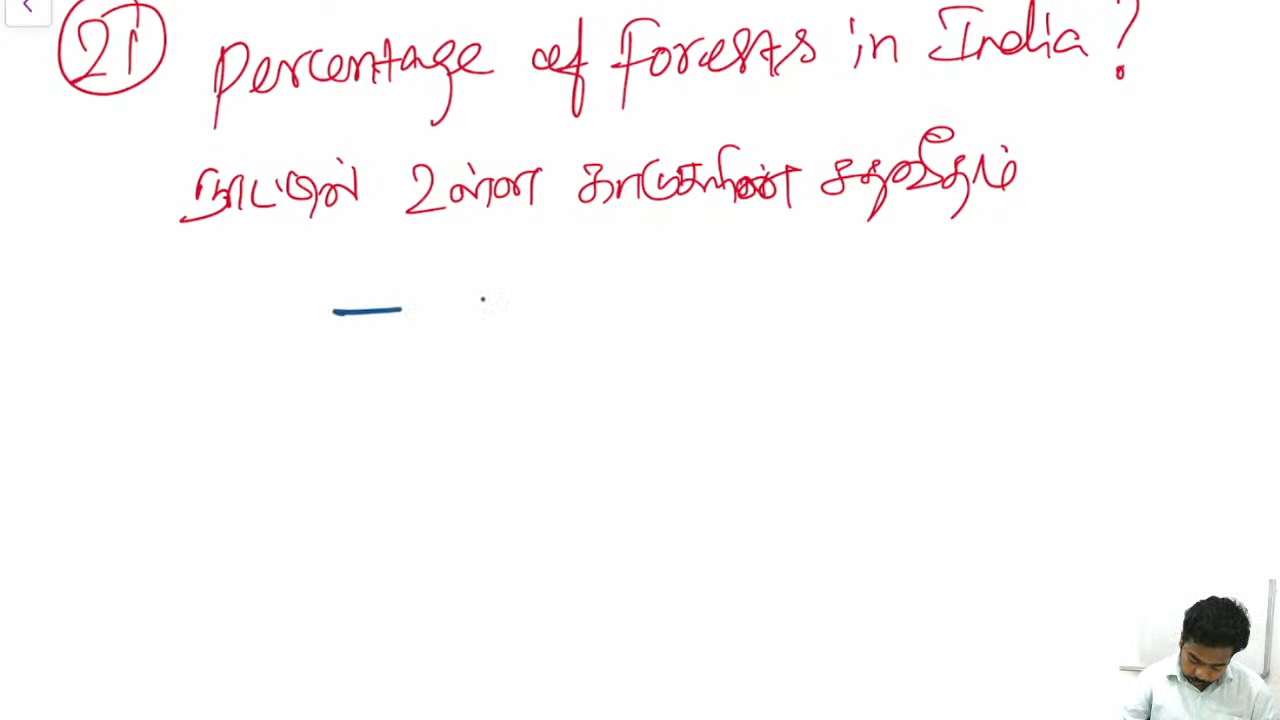 21 Percentage of Forests in India?
நாட்டில் உள்ள காடுகளின் சதவீதம்